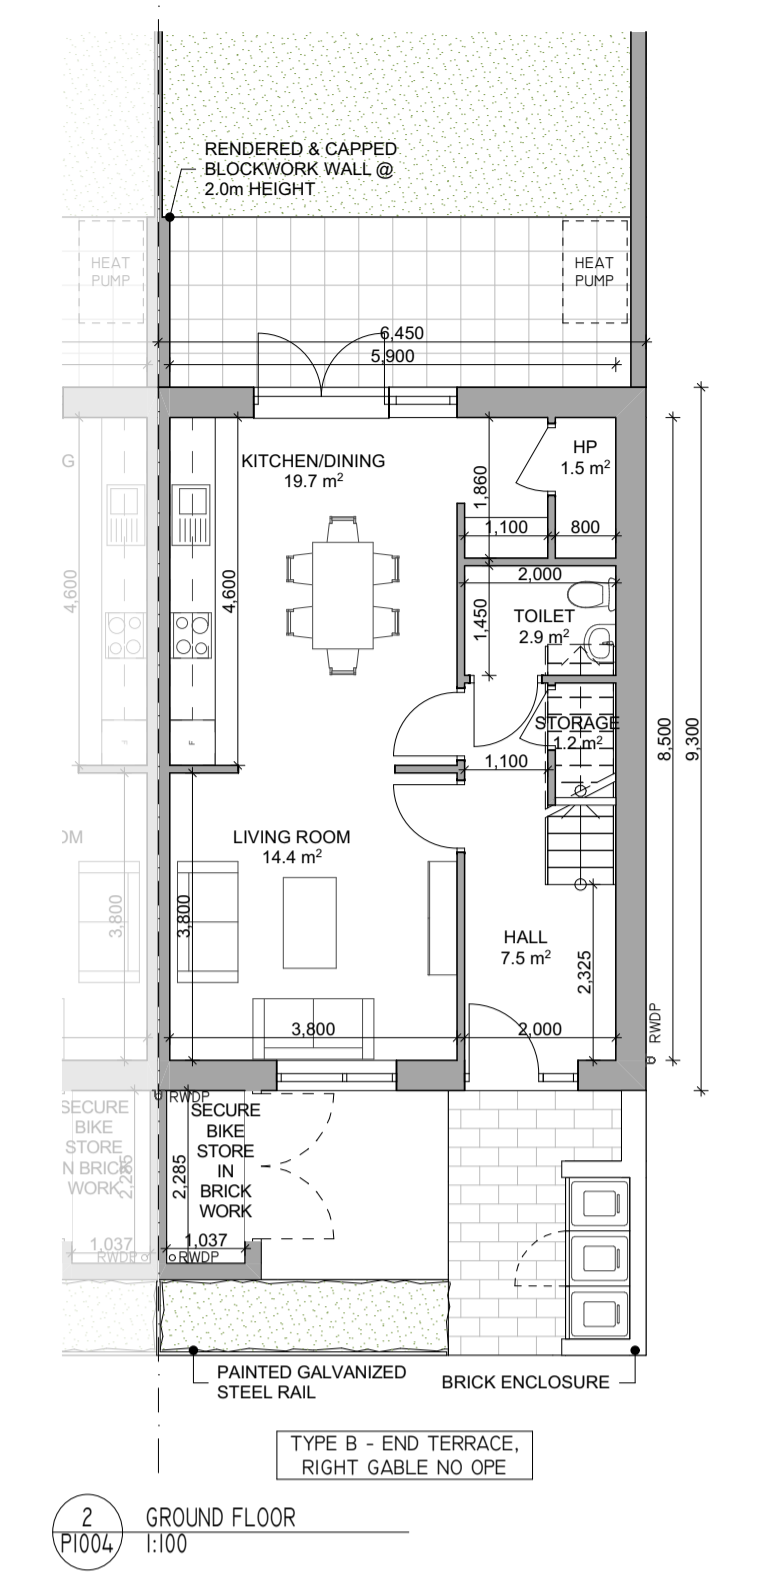 RENDERED & CAPPED
BLOCKWORK WALL @
2.0m HEIGHT
HEAT
PUMP
HEAT
PUMP
6,450
5,900
G
KITCHEN/DINING
19.7 m²
HP
1.5 m²
1,860
1,100
800
4,600
4,600
2,000
1,450
TOILET
2.9 m²
STORAGE
1.2 m²
F
1,100
8,500
9,300
OM
LIVING ROOM
14.4 m²
3,800
3,800
HALL
7.5 m²
2,325
3,800
2,000
RWDP
RWDP
SECURE
BIKE
STORE
IN BRICK
WORK
2,285
1,037
RWDP
SECURE
BIKE
STORE
IN
BRICK
WORK
2,285
1,037
RWDP
PAINTED GALVANIZED
STEEL RAIL
BRICK ENCLOSURE
TYPE B - END TERRACE,
RIGHT GABLE NO OPE
2
P1004
GROUND FLOOR
1:100